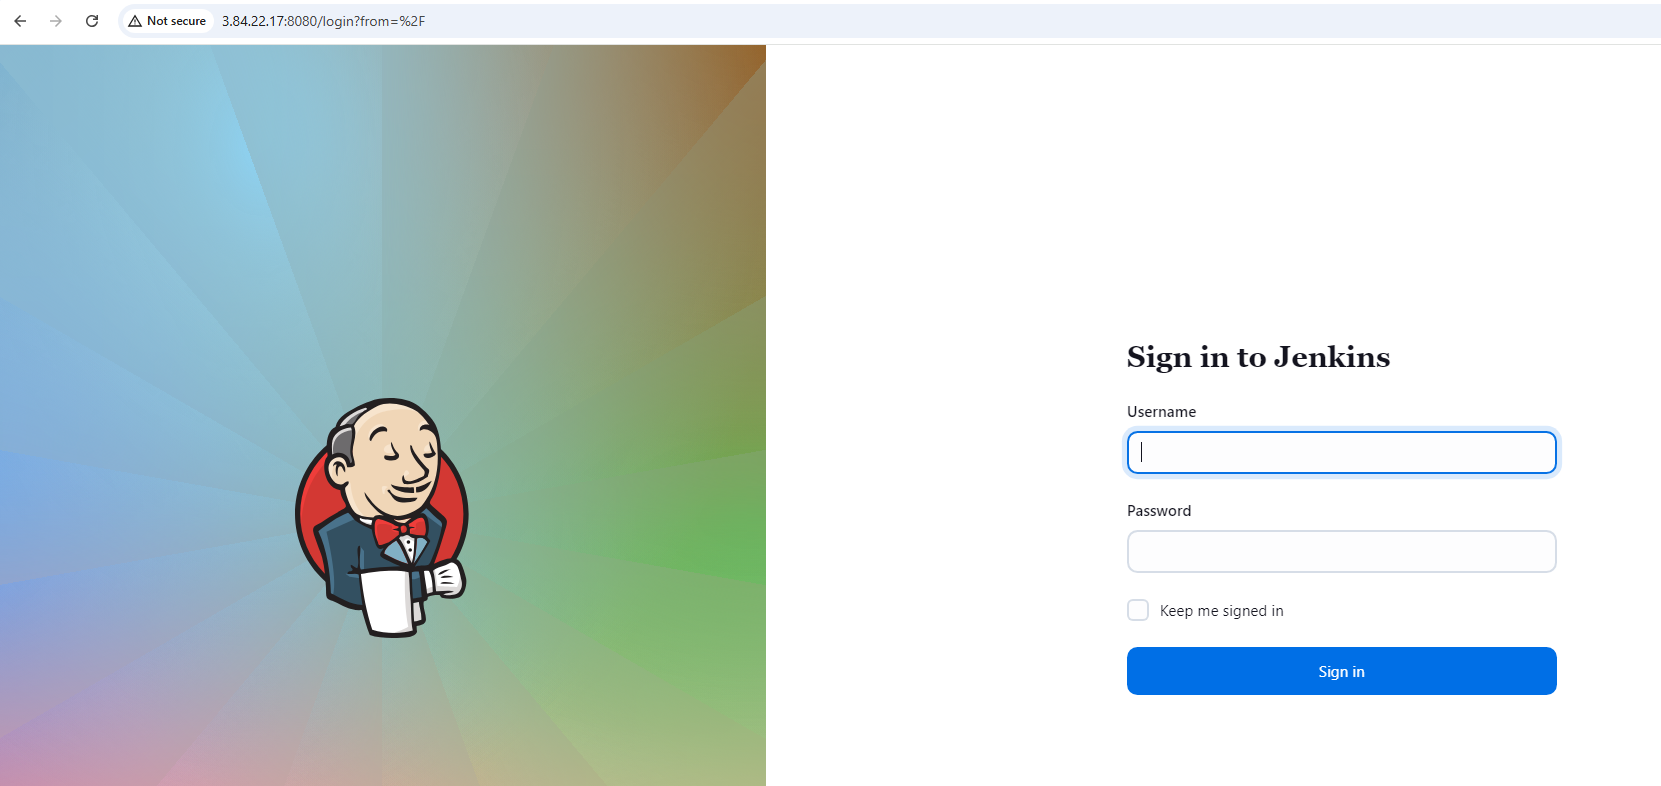 Not secure 3.84.22.17:8080/login?from=%2F
Sign in to Jenkins
Username
Password
Keep me signed in
Sign in